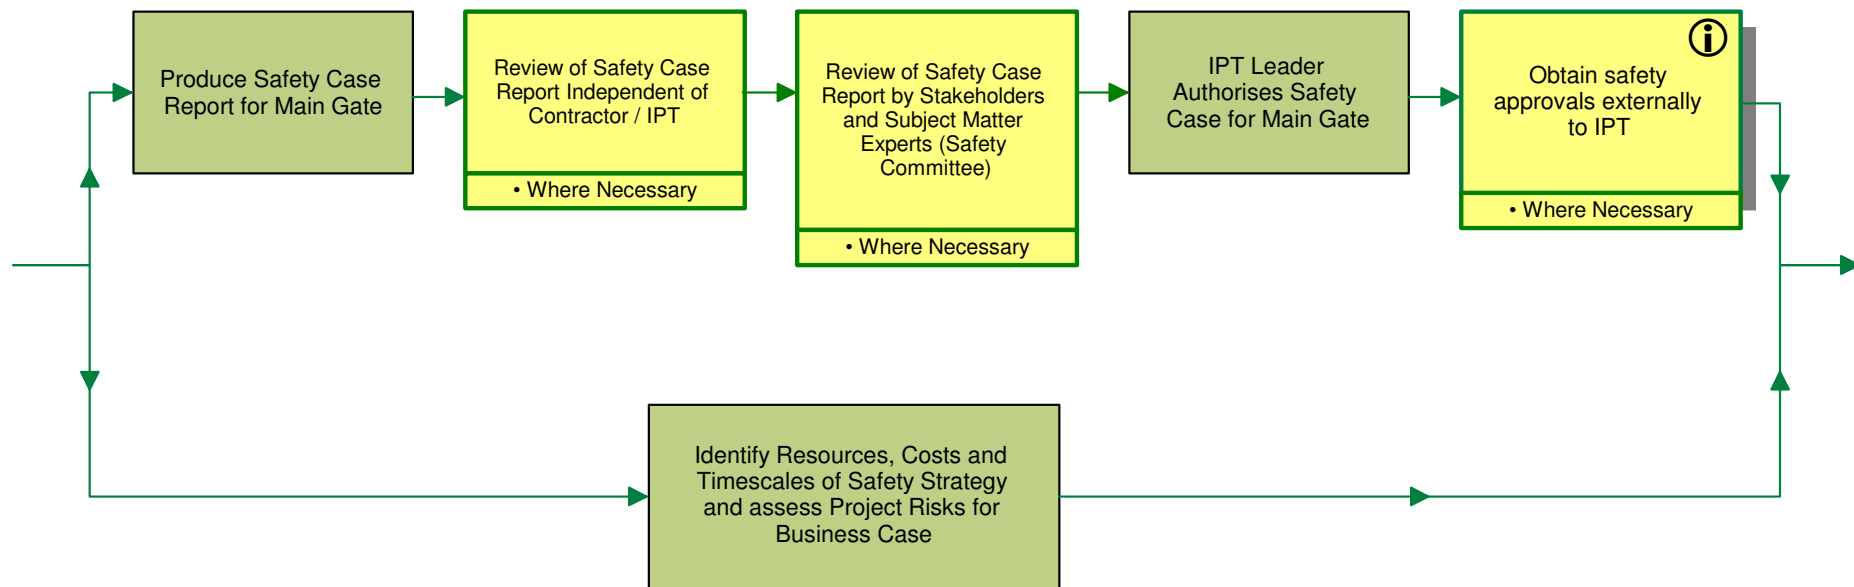 Produce Safety Case
Report for Main Gate
Review of Safety Case
Report Independent of
Contractor / IPT
• Where Necessary
Review of Safety Case
Report by Stakeholders
and Subject Matter
Experts (Safety
Committee)
• Where Necessary
IPT Leader
Authorises Safety
Case for Main Gate
i
Obtain safety
approvals externally
to IPT
• Where Necessary
Identify Resources, Costs and
Timescales of Safety Strategy
and assess Project Risks for
Business Case